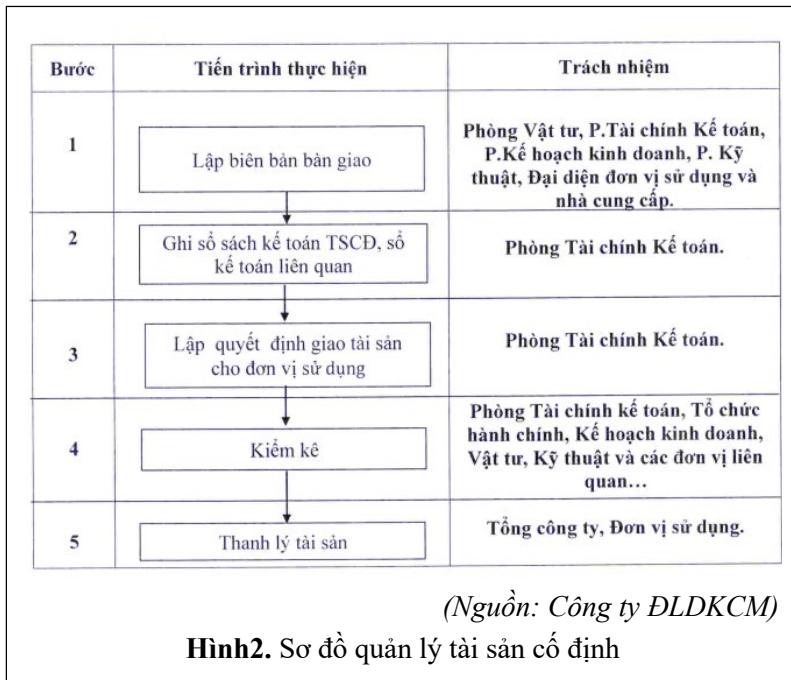 Bước Tiến trình thực hiện Trách nhiệm
1
Lập biên bản bàn giao
Phòng Vật tư, P.Tài chính Kế toán,
P.Kế hoạch kinh doanh, P. Kỹ
thuật, Đại diện đơn vị sử dụng và
nhà cung cấp.
2
Ghi sổ sách kế toán TSCĐ, sổ
kế toán liên quan
Phòng Tài chính Kế toán.
3
Lập quyết định giao tài sản
cho đơn vị sử dụng
Phòng Tài chính Kế toán.
4
Kiểm kê
Phòng Tài chính kế toán, Tổ chức
hành chính, Kế hoạch kinh doanh,
Vật tư, Kỹ thuật và các đơn vị liên
quan...
5
Thanh lý tài sản
Tổng công ty, Đơn vị sử dụng.
(Nguồn: Công ty ĐLDKCM)
Hình2. Sơ đồ quản lý tài sản cố định